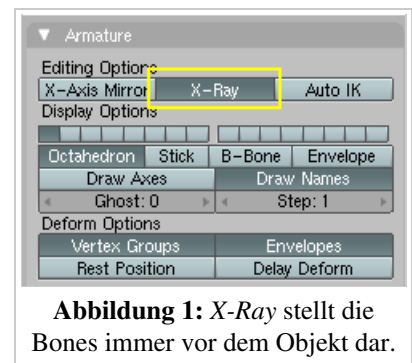 Armature
Editing Options
X-Axis Mirror X-Ray Auto IK
Display Options
Octahedron Stick B-Bone Envelope
Draw Axes Draw Names
Ghost: 0 Step: 1
Deform Options
Vertex Groups Envelopes
Rest Position Delay Deform
Abbildung 1: X-Ray stellt die
Bones immer vor dem Objekt dar.